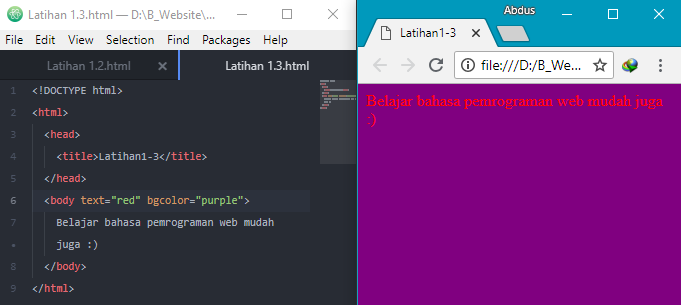 Latihan 1.3.html — D:\B_Website\...
File Edit View Selection Find Packages Help
Latihan 1.2.html
Latihan 1.3.html
1 <!DOCTYPE html>
2 <html>
3 <head>
4 <title>Latihan1-3</title>
5 </head>
6 <body text="red" bgcolor="purple">
7 Belajar bahasa pemrograman web mudah
• juga :)
8 </body>
9 </html>
Abdus
Latihan1-3
file:///D:/B_We...
Belajar bahasa pemrograman web mudah juga
:)